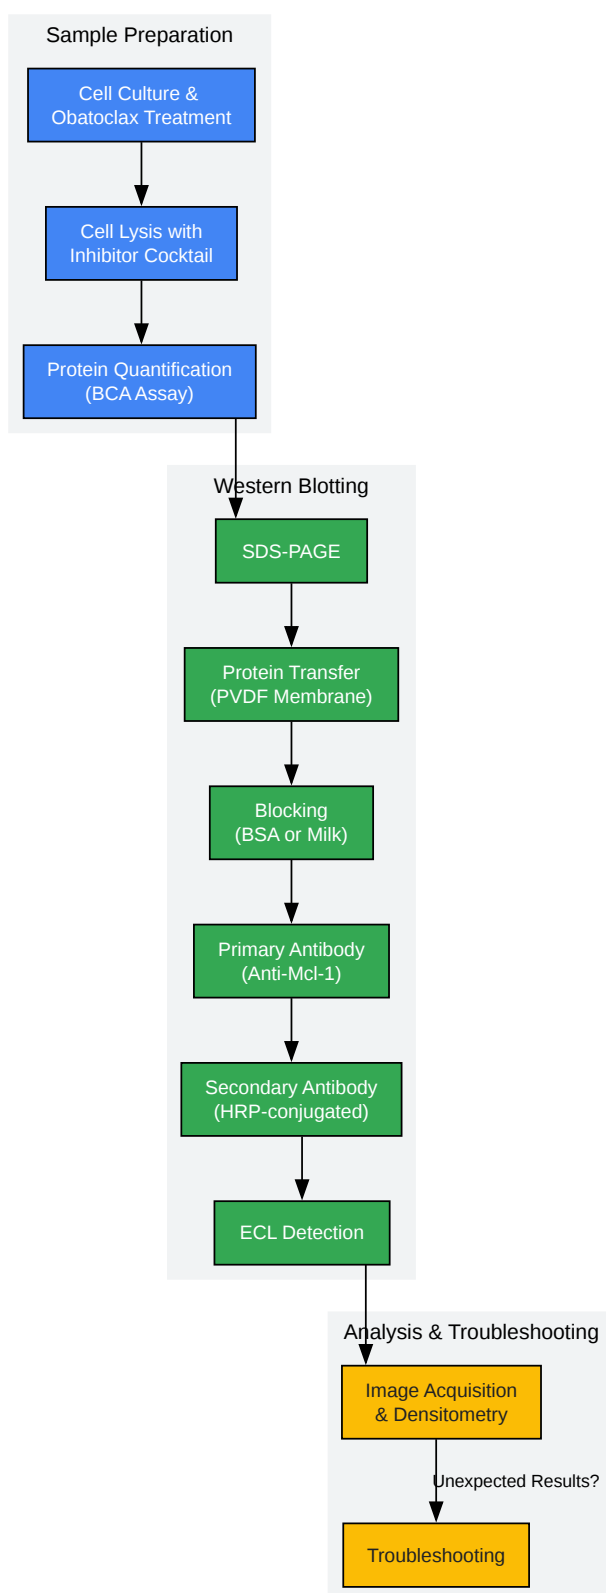 Sample Preparation
Cell Culture &
Obatoclax Treatment
Cell Lysis with
Inhibitor Cocktail
Protein Quantification
(BCA Assay)
Western Blotting
SDS-PAGE
Protein Transfer
(PVDF Membrane)
Blocking
(BSA or Milk)
Primary Antibody
(Anti-Mcl-1)
Secondary Antibody
(HRP-conjugated)
ECL Detection
Analysis & Troubleshooting
Image Acquisition
& Densitometry
Unexpected Results?
Troubleshooting